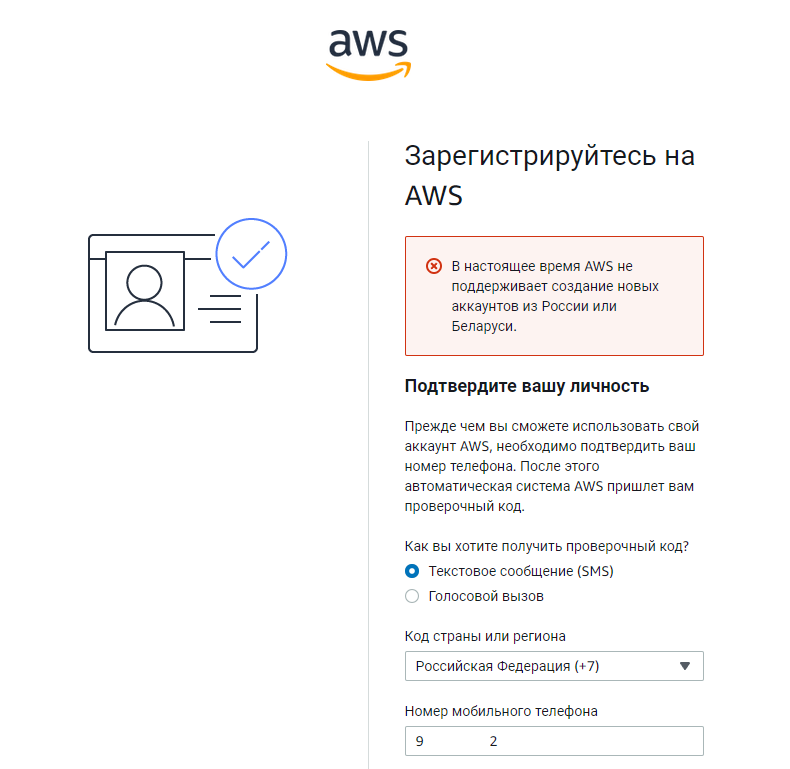 aws
Зарегистрируйтесь на
AWS
В настоящее время AWS не
поддерживает создание новых
аккаунтов из России или
Беларуси.
Подтвердите вашу личность
Прежде чем вы сможете использовать свой
аккаунт AWS, необходимо подтвердить ваш
номер телефона. После этого
автоматическая система AWS пришлет вам
проверочный код.
Как вы хотите получить проверочный код?
Текстовое сообщение (SMS)
Голосовой вызов
Код страны или региона
Российская Федерация (+7)
Номер мобильного телефона
9 2